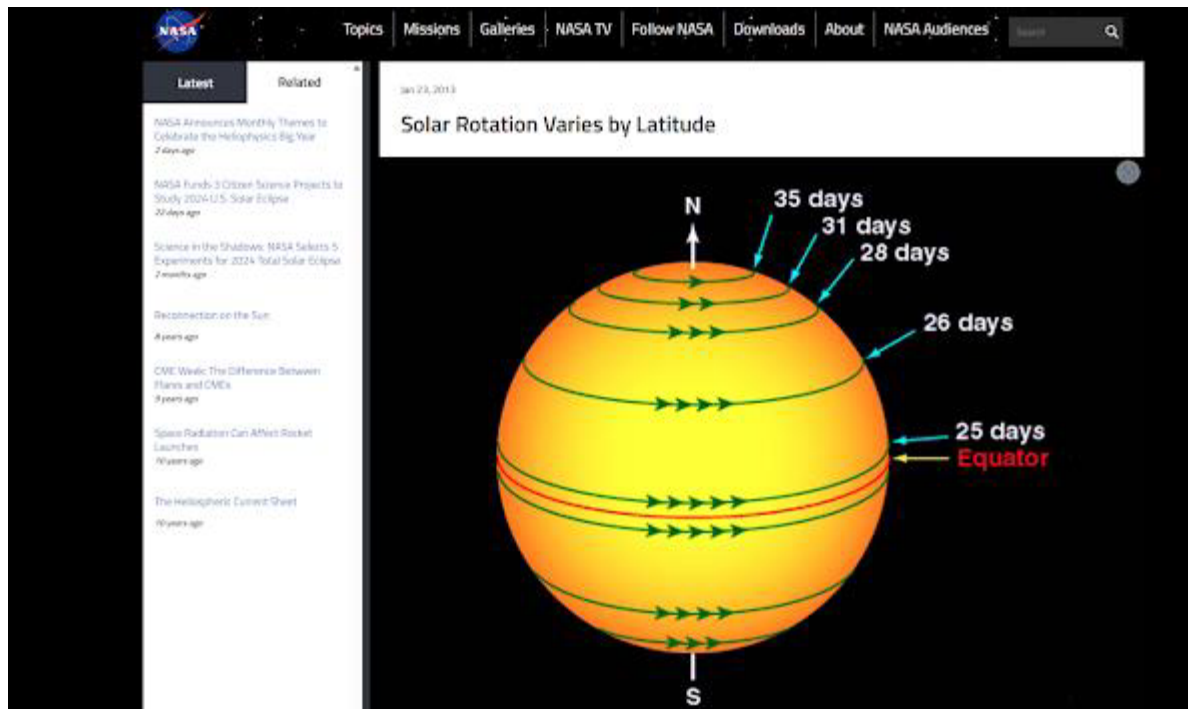 NASA
Topics
Missions
Galleries
NASA TV
Follow NASA
Downloads
About
NASA Audiences
Search
Latest
Related
NASA Announces Monthly Themes to
Celebrate the Heliophysics Big Year
2 days ago
NASA Funds 3 Citizen Science Projects to
Study 2024 U.S. Solar Eclipse
22 days ago
Science in the Shadows: NASA Selects 5
Experiments for 2024 Total Solar Eclipse
2 months ago
Reconnection on the Sun
8 years ago
CME Week: The Difference Between
Flares and CMEs
9 years ago
Space Radiation Can Affect Rocket
Launches
10 years ago
The Heliospheric Current Sheet
10 years ago
Jan 23, 2013
Solar Rotation Varies by Latitude
N
35 days
31 days
28 days
26 days
25 days
Equator
S